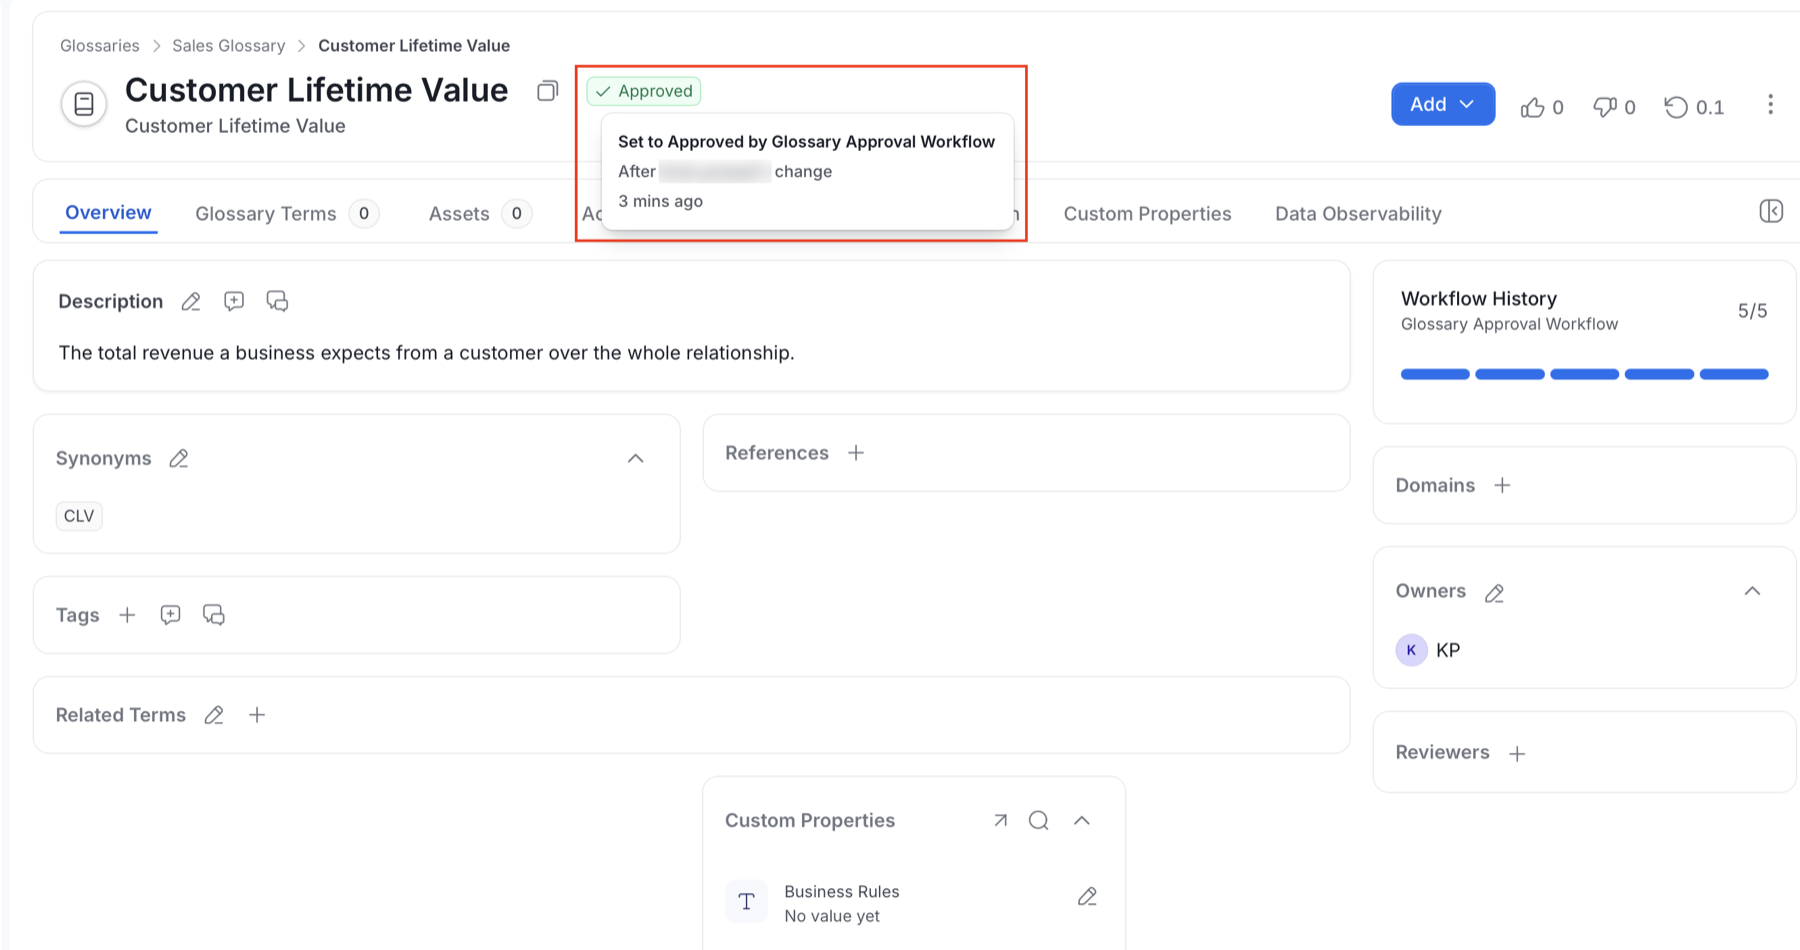 Glossaries > Sales Glossary > Customer Lifetime Value
Customer Lifetime Value
Customer Lifetime Value
Approved
Set to Approved by Glossary Approval Workflow
After change
3 mins ago
Add
0
0
0.1
Overview
Glossary Terms 0
Assets 0
Custom Properties
Data Observability
Description
The total revenue a business expects from a customer over the whole relationship.
Workflow History
Glossary Approval Workflow
5/5
Synonyms
CLV
References
Domains
Tags
Owners
K KP
Related Terms
Reviewers
Custom Properties
Business Rules
No value yet